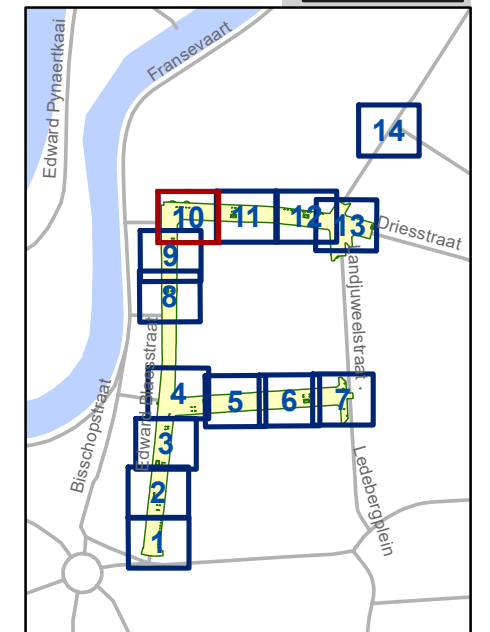 Edward Pynaertkaai
Fransevaart
14
10
11
12
13
Driesstraat
9
8
Landjuweelstraat
Edward Blaesstraat
Bisschopstraat
4
5
6
7
3
Ledebergplein
2
1